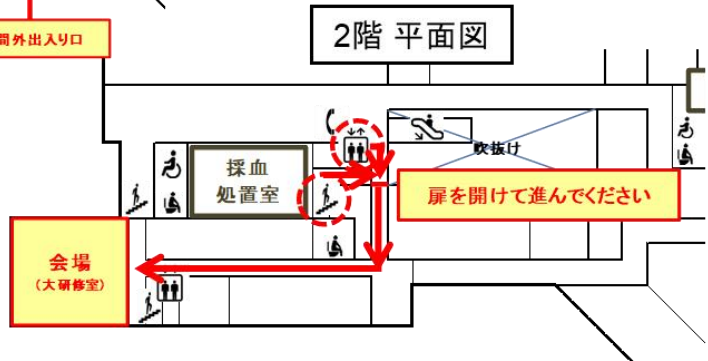 2階 平面図
間外出入り口
吹抜け
採血
処置室
扉を開けて進んでください
会場
(大研修室)